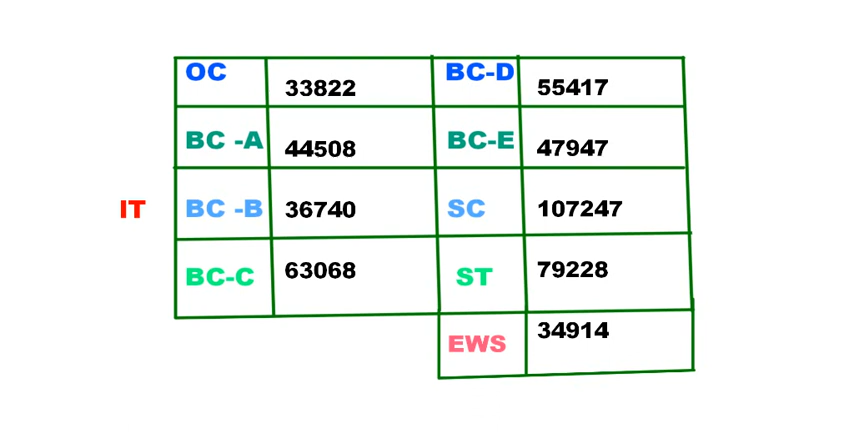 OC 33822 BC-D 55417
BC -A 44508 BC-E 47947
IT BC -B 36740 SC 107247
BC-C 63068 ST 79228
EWS 34914